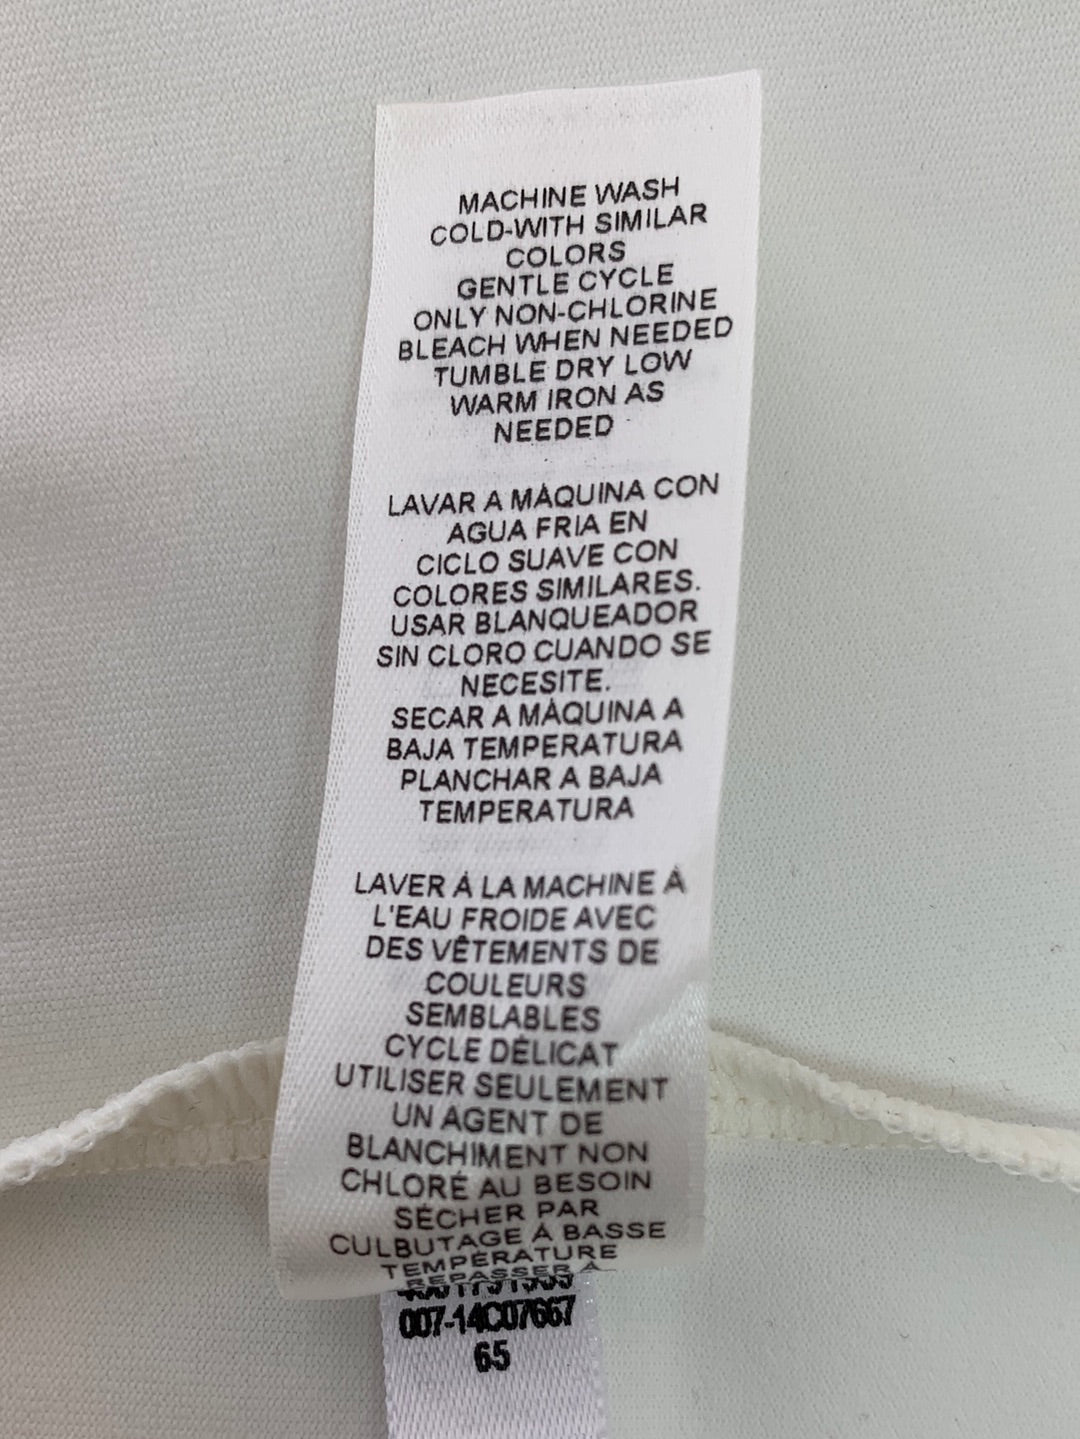 MACHINE WASH
COLD-WITH SIMILAR
COLORS
GENTLE CYCLE
ONLY NON-CHLORINE
BLEACH WHEN NEEDED
TUMBLE DRY LOW
WARM IRON AS
NEEDED
LAVAR A MÁQUINA CON
AGUA FRIA EN
CICLO SUAVE CON
COLORES SIMILARES.
USAR BLANQUEADOR
SIN CLORO CUANDO SE
NECESITE.
SECAR A MÁQUINA A
BAJA TEMPERATURA
PLANCHAR A BAJA
TEMPERATURA
LAVER À LA MACHINE À
L'EAU FROIDE AVEC
DES VÊTEMENTS DE
COULEURS
SEMBLABLES
CYCLE DÉLICAT
UTILISER SEULEMENT
UN AGENT DE
BLANCHIMENT NON
CHLORÉ AU BESOIN
SÉCHER PAR
CULBUTAGE À BASSE
TEMPÉRATURE
REPASSER À
007-14C07667
65